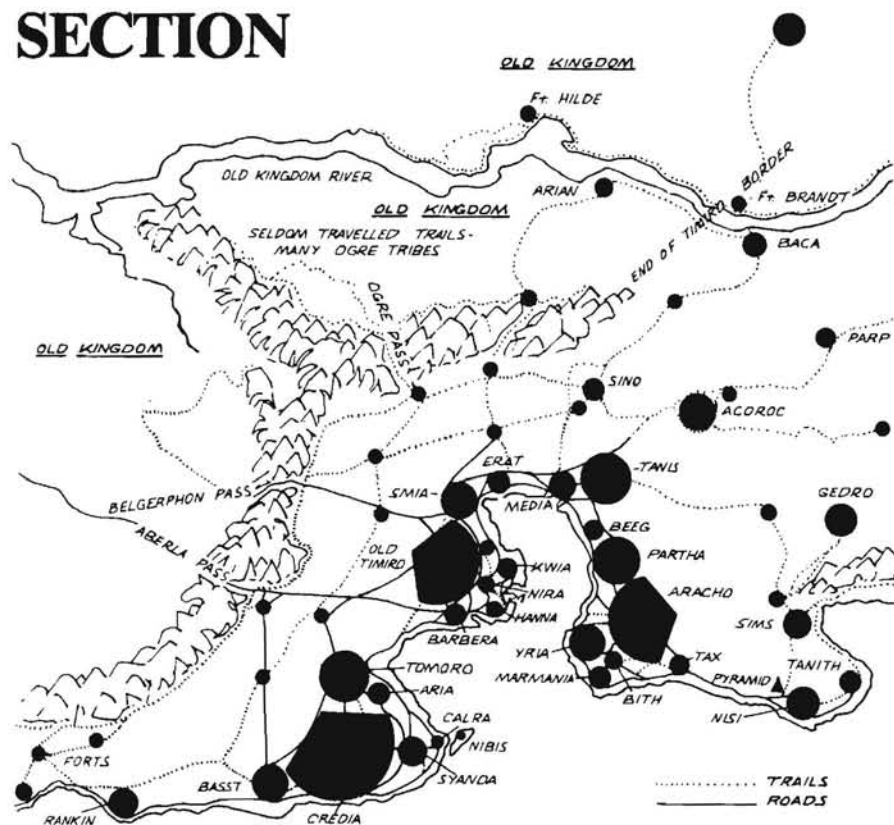 SECTION
OLD KINGDOM
Ft. HILDE
OLD KINGDOM RIVER
ARIAN
BORDER
Ft. BRANDT
OLD KINGDOM
SELDOM TRAVELLED TRAILS-
MANY OGRE TRIBES
END OF TIMIRO
BACA
OGRE PASS
OLD KINGDOM
PARP
SINO
ACOROC
ERAT
TANIS
SMIA
BELGERPHON PASS
MEDIA
GEDRO
ABERLA
PASS
OLD
TIMIRO
BEEG
KWIA
PARTHA
NIRA
ARACHO
HANNA
SIMS
BARBERA
YRIA
TOMORO
TAX
TANITH
ARIA
MARMANIA
PYRAMID
BITH
NISI
CALRA
NIBIS
FORTS
BASST
SYANDA
TRAILS
ROADS
RANKIN
CREDIA